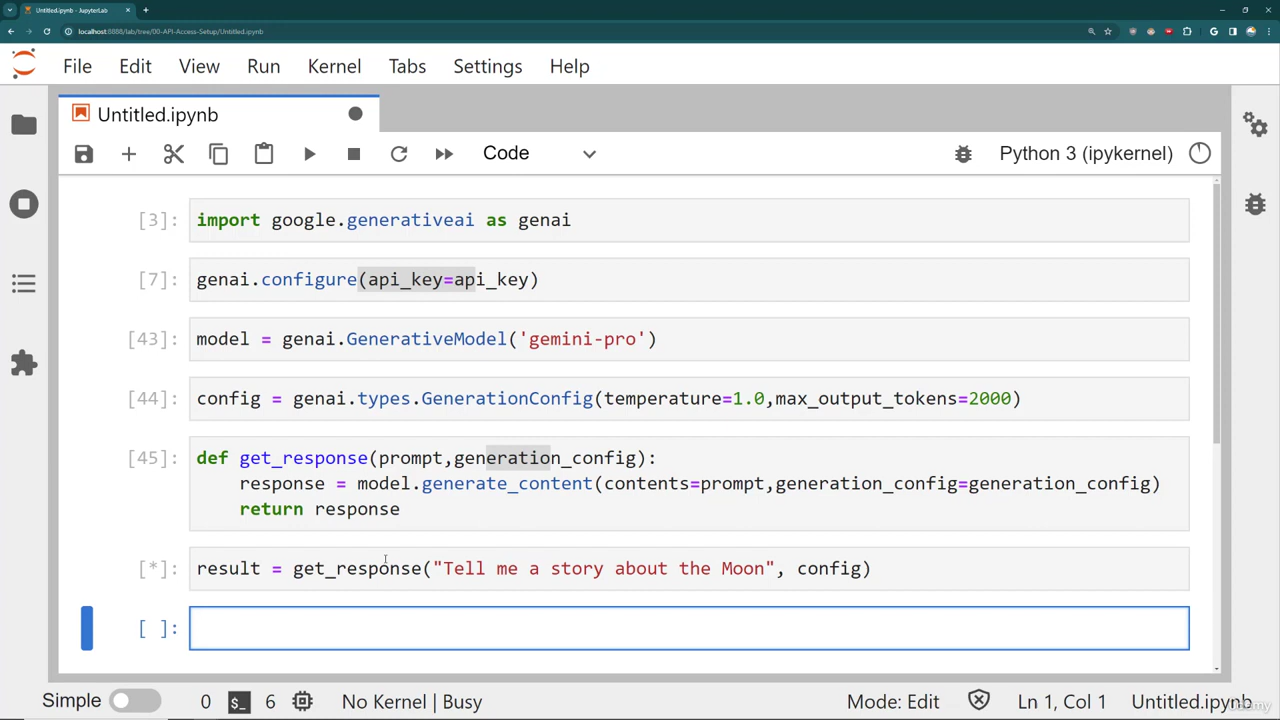 Untitled.ipynb - JupyterLab
localhost:8888/lab/tree/00-API-Access-Setup/Untitled.ipynb
File Edit View Run Kernel Tabs Settings Help
Untitled.ipynb
Code Python 3 (ipykernel)
[3]: import google.generativeai as genai
[7]: genai.configure(api_key=api_key)
[43]: model = genai.GenerativeModel('gemini-pro')
[44]: config = genai.types.GenerationConfig(temperature=1.0,max_output_tokens=2000)
[45]: def get_response(prompt,generation_config):
response = model.generate_content(contents=prompt,generation_config=generation_config)
return response
[*]: result = get_response("Tell me a story about the Moon", config)
[ ]:
Simple 0 6 No Kernel | Busy Mode: Edit Ln 1, Col 1 Untitled.ipynb
Udemy